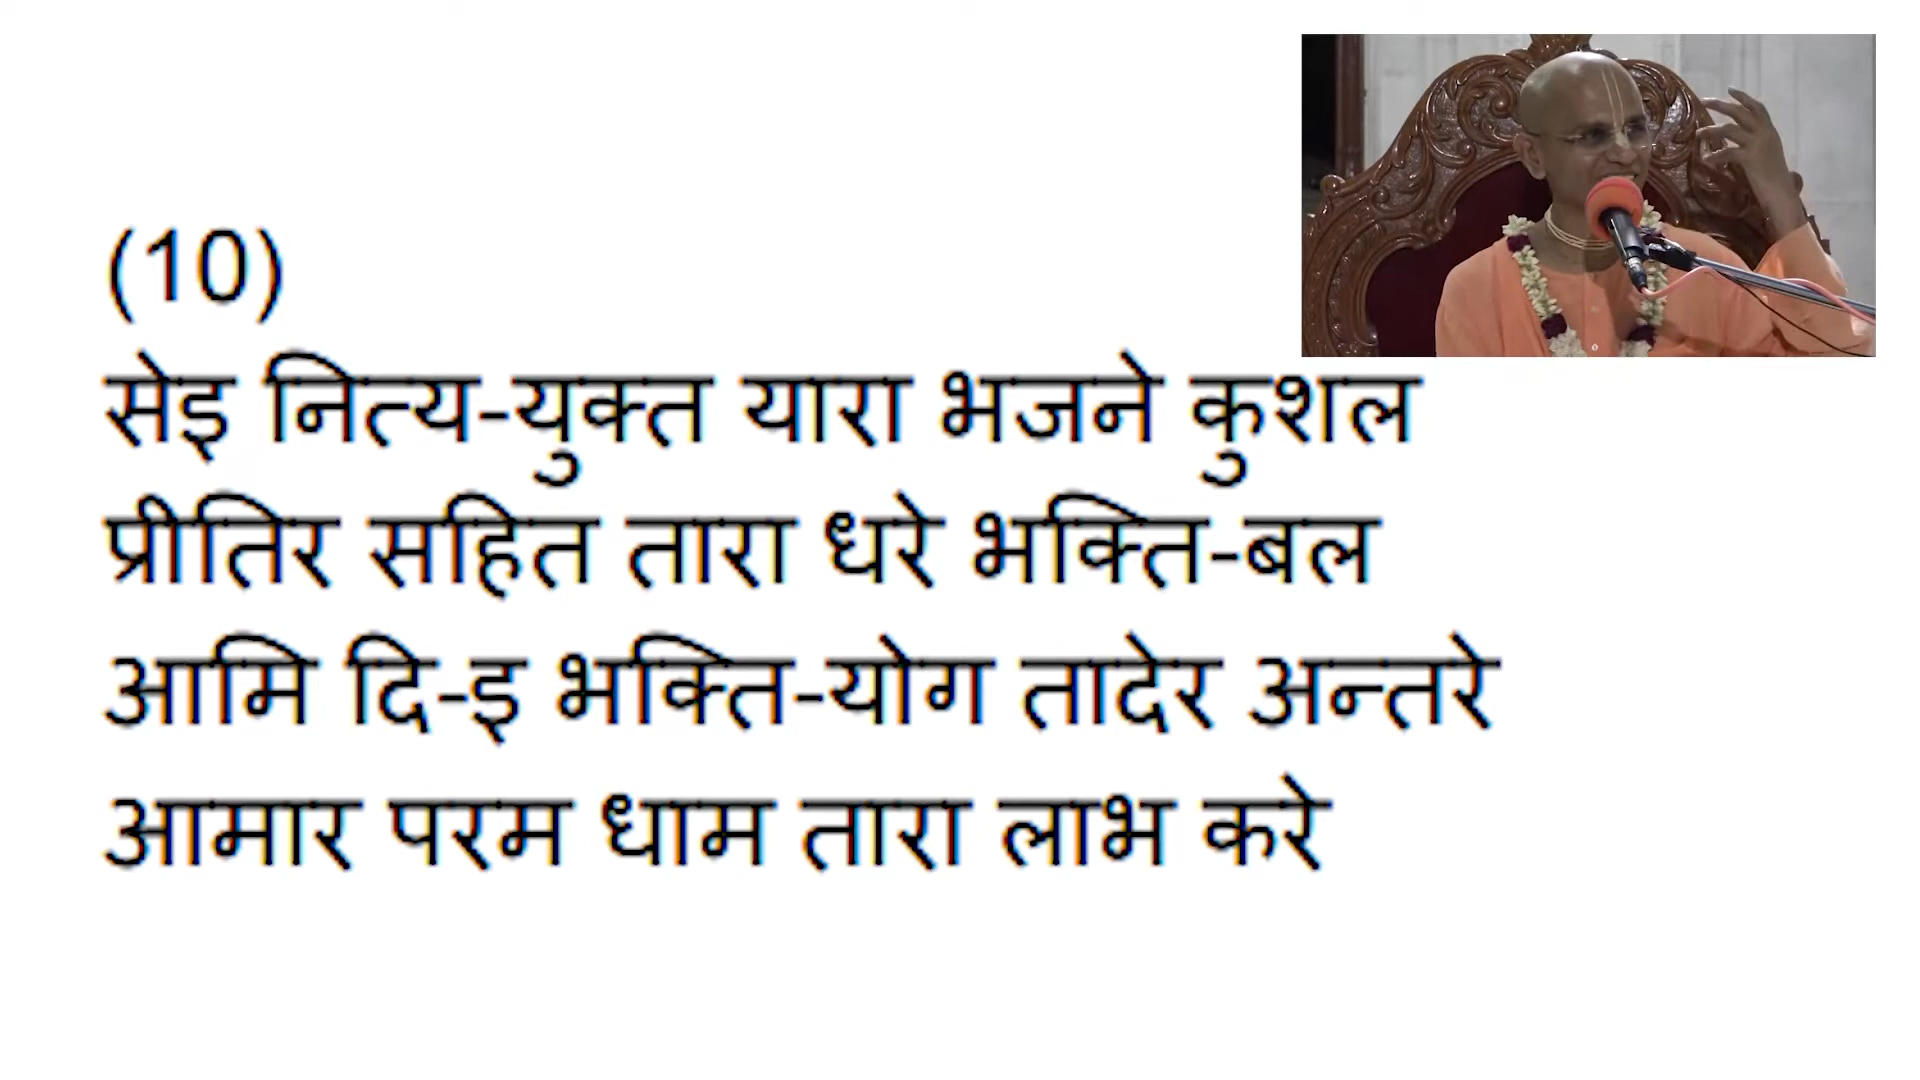 (10)
सेइ नित्य-युक्त यारा भजने कुशल
प्रीतिर सहित तारा धरे भक्ति-बल
आमि दि-इ भक्ति-योग तादेर अन्तरे
आमार परम धाम तारा लाभ करे